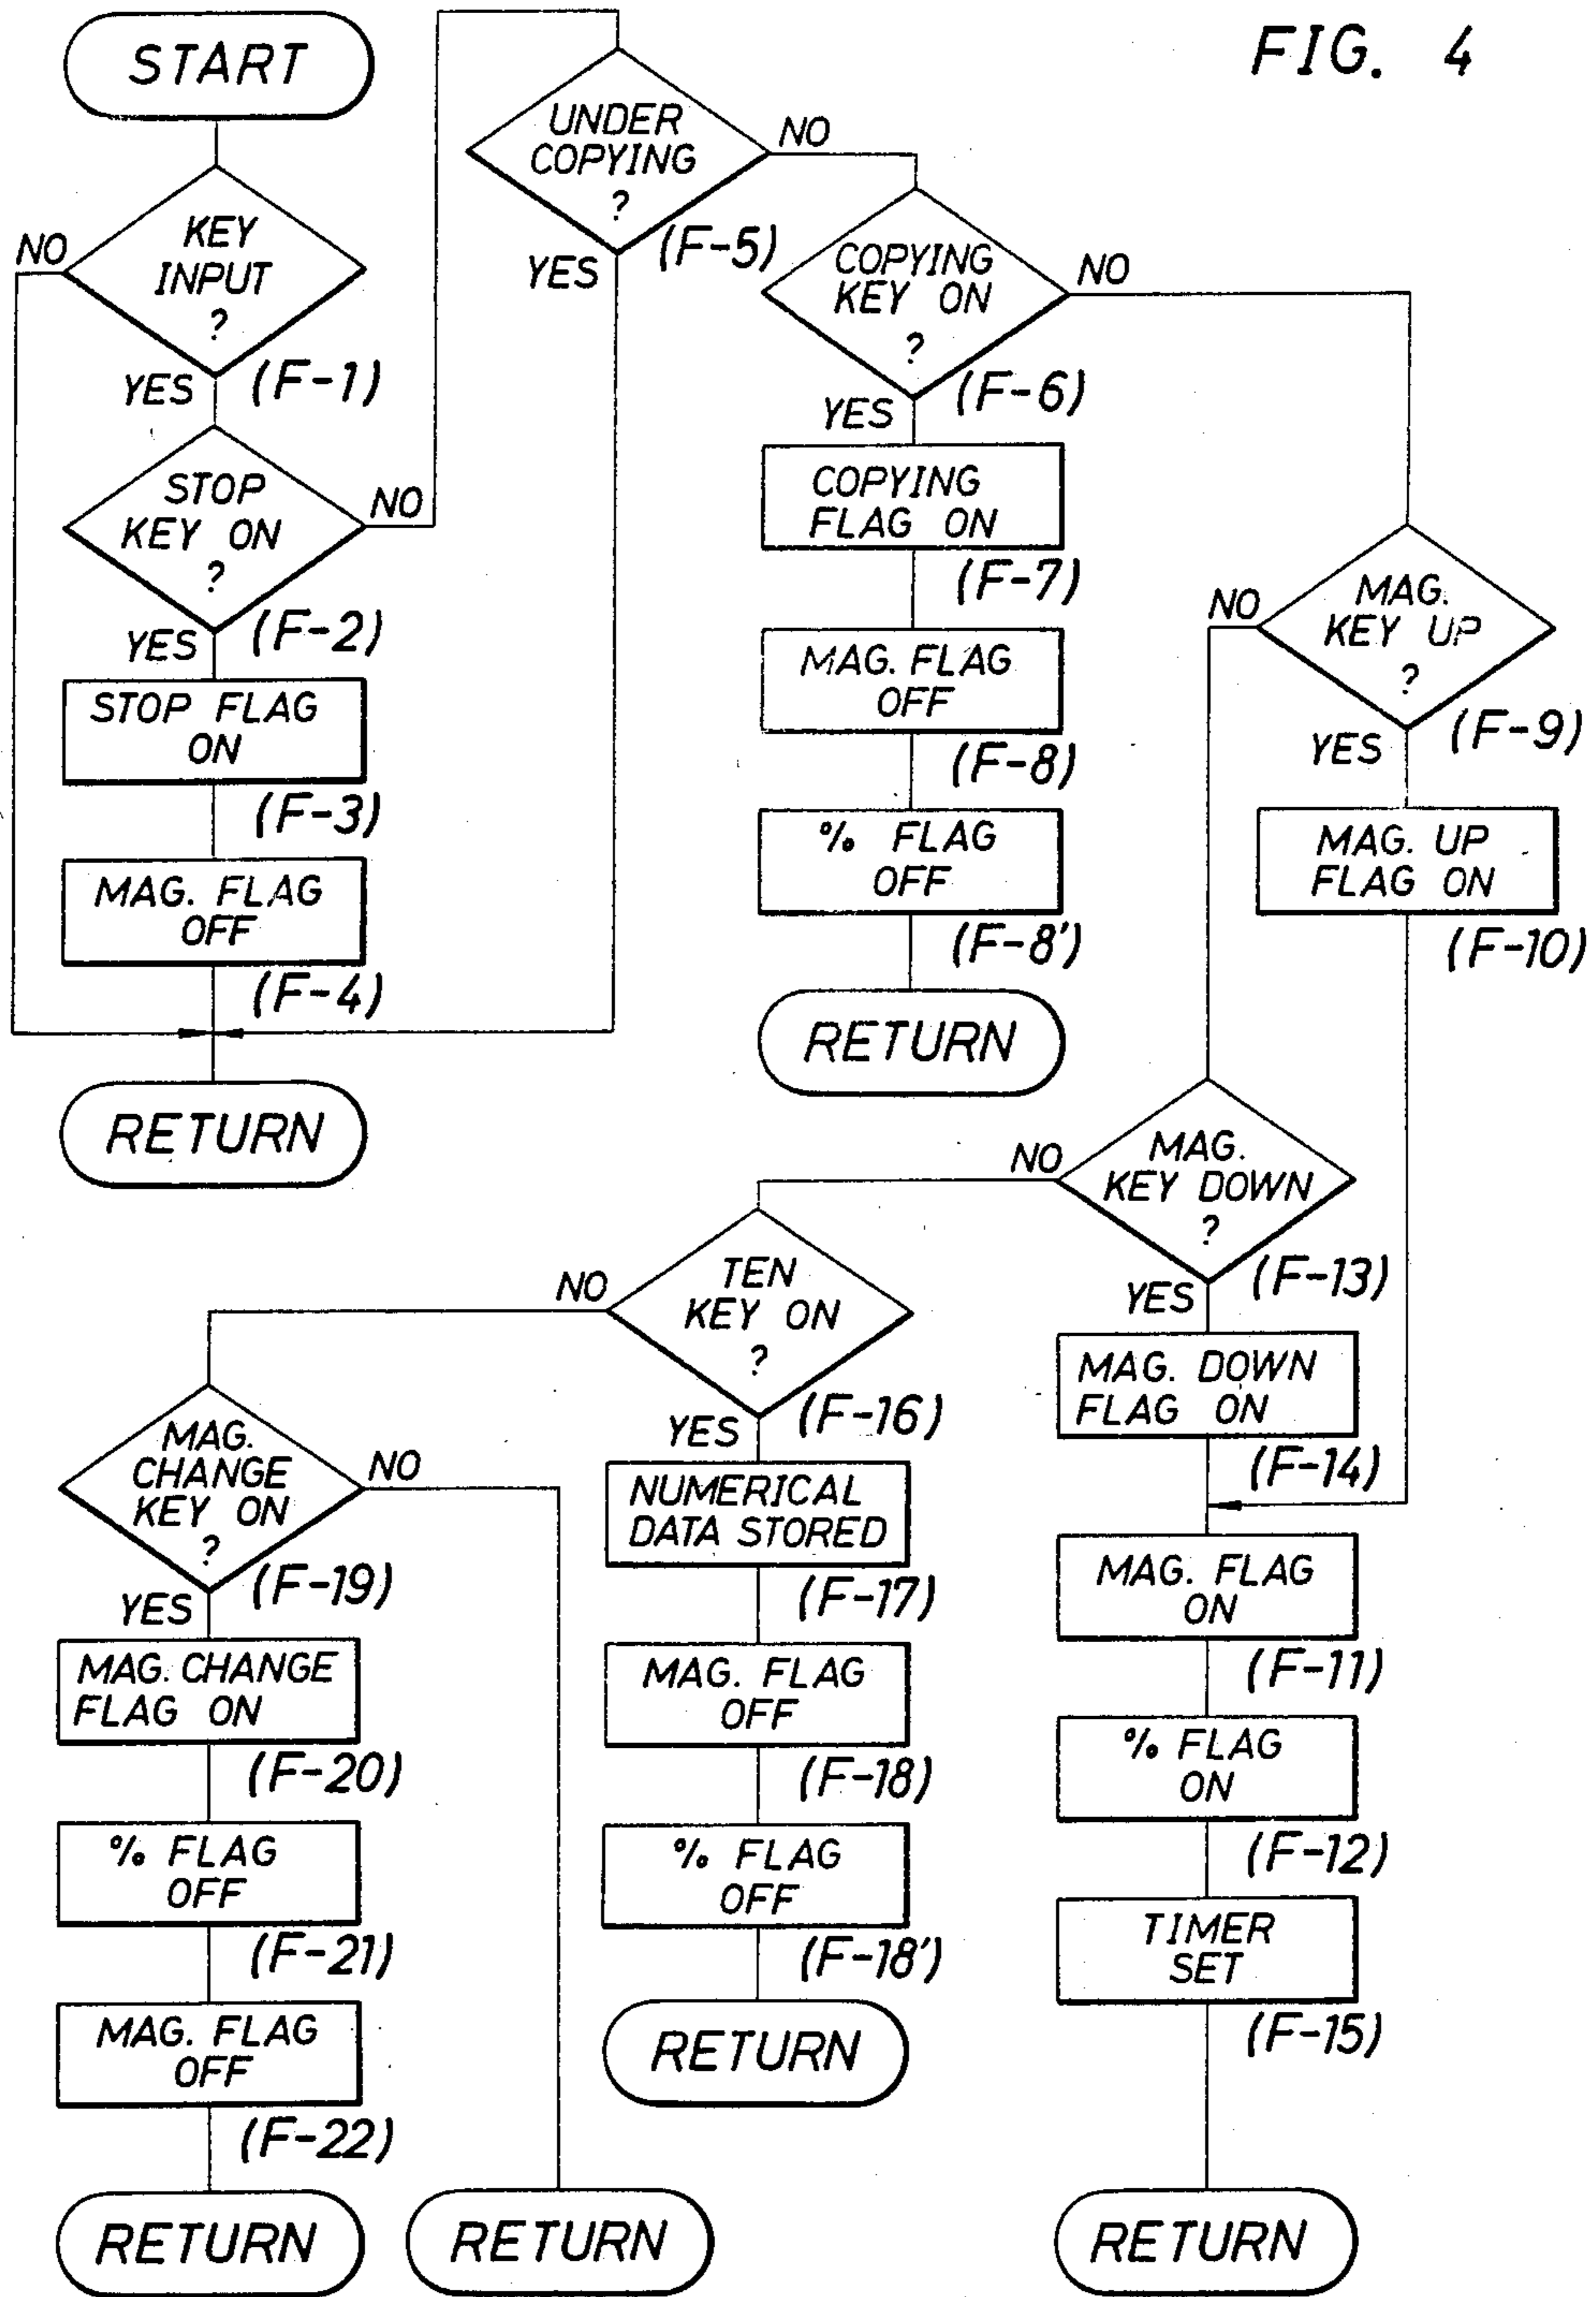 FIG. 4
START
KEY
INPUT
?
NO
YES
(F-1)
STOP
KEY ON
?
NO
YES
(F-2)
STOP FLAG
ON
(F-3)
MAG. FLAG
OFF
(F-4)
RETURN
UNDER
COPYING
?
NO
YES
(F-5)
COPYING
KEY ON
?
NO
YES
(F-6)
COPYING
FLAG ON
(F-7)
MAG. FLAG
OFF
(F-8)
% FLAG
OFF
(F-8')
RETURN
MAG.
KEY UP
?
NO
YES
(F-9)
MAG. UP
FLAG ON
(F-10)
MAG.
KEY DOWN
?
NO
YES
(F-13)
MAG. DOWN
FLAG ON
(F-14)
MAG. FLAG
ON
(F-11)
% FLAG
ON
(F-12)
TIMER
SET
(F-15)
RETURN
TEN
KEY ON
?
NO
YES
(F-16)
NUMERICAL
DATA STORED
(F-17)
MAG. FLAG
OFF
(F-18)
% FLAG
OFF
(F-18')
RETURN
MAG.
CHANGE
KEY ON
?
NO
YES
(F-19)
MAG. CHANGE
FLAG ON
(F-20)
% FLAG
OFF
(F-21)
MAG. FLAG
OFF
(F-22)
RETURN
RETURN